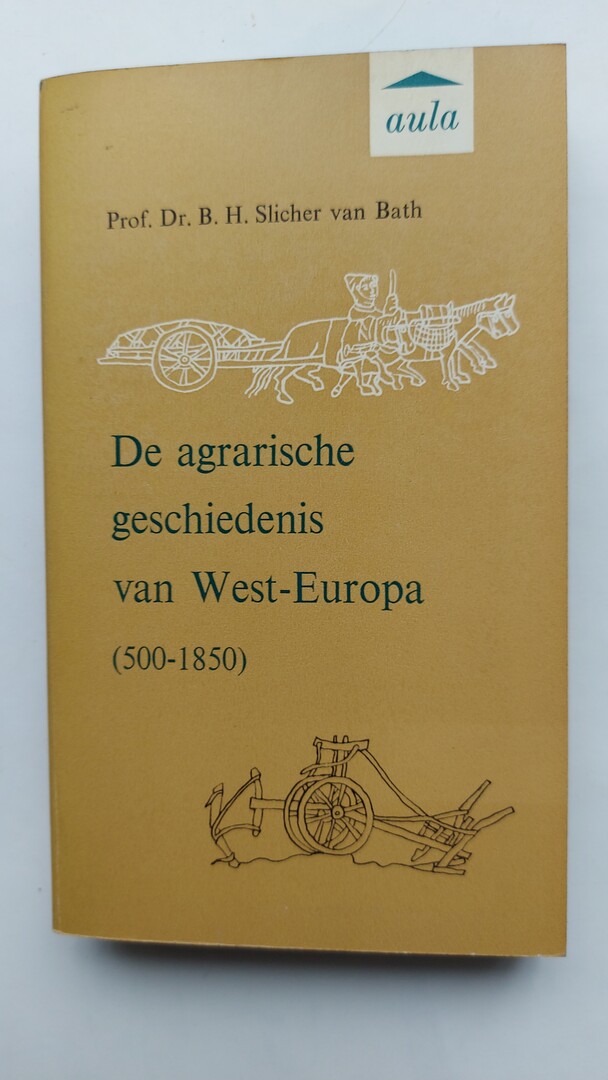 aula
Prof. Dr. B. H. Slicher van Bath
De agrarische
geschiedenis
van West-Europa
(500-1850)